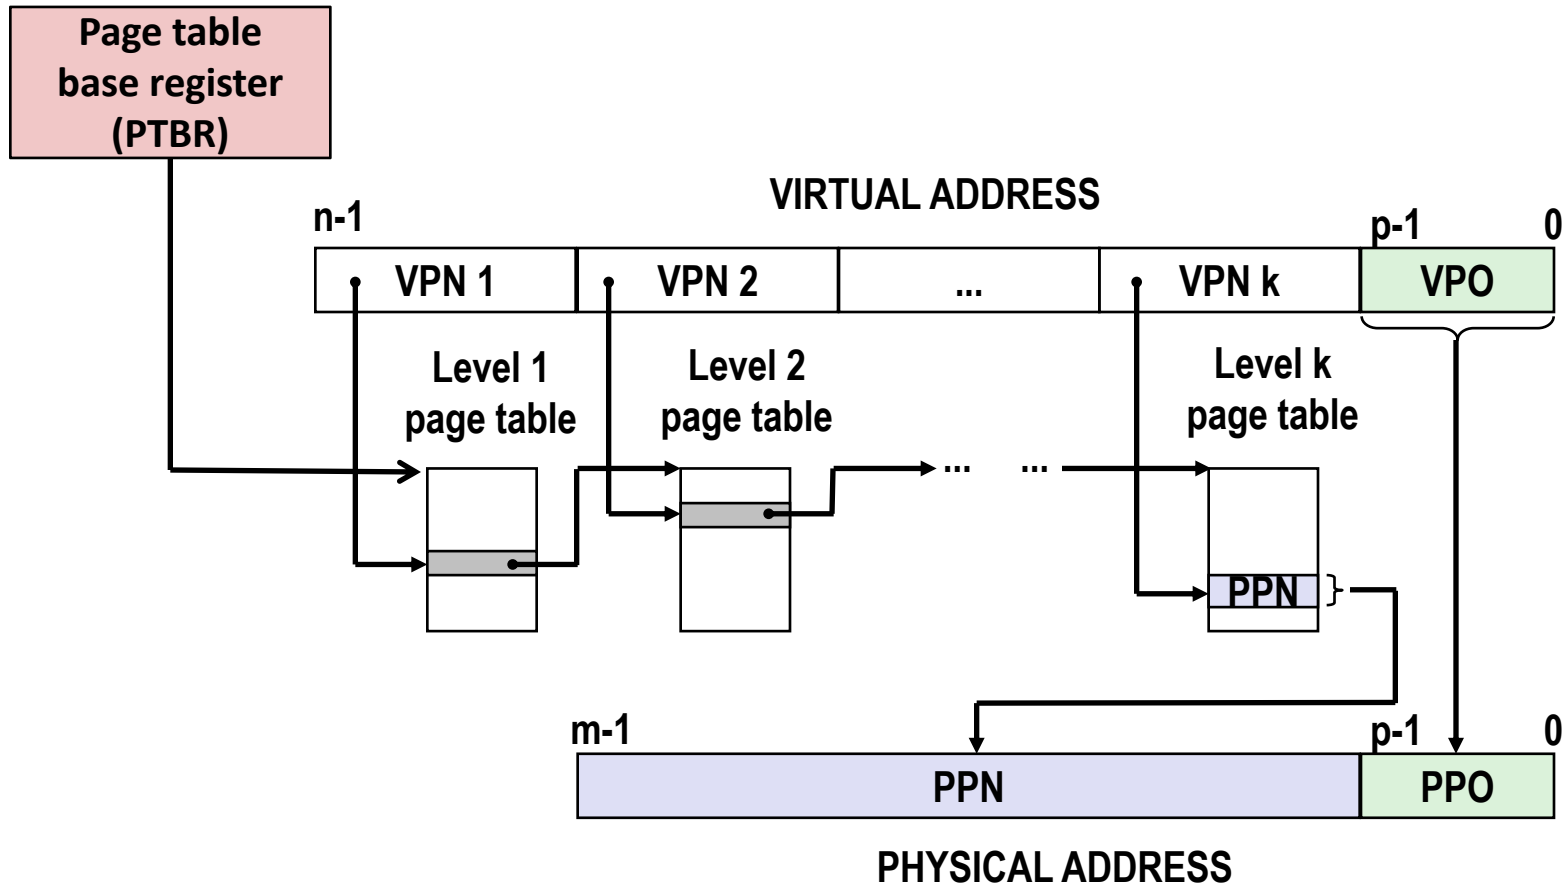 Page table
base register
(PTBR)
VIRTUAL ADDRESS
n-1
p-1
0
VPN 1
VPN 2
...
VPN k
VPO
Level 1
page table
Level 2
page table
Level k
page table
...
...
PPN
m-1
p-1
0
PPN
PPO
PHYSICAL ADDRESS